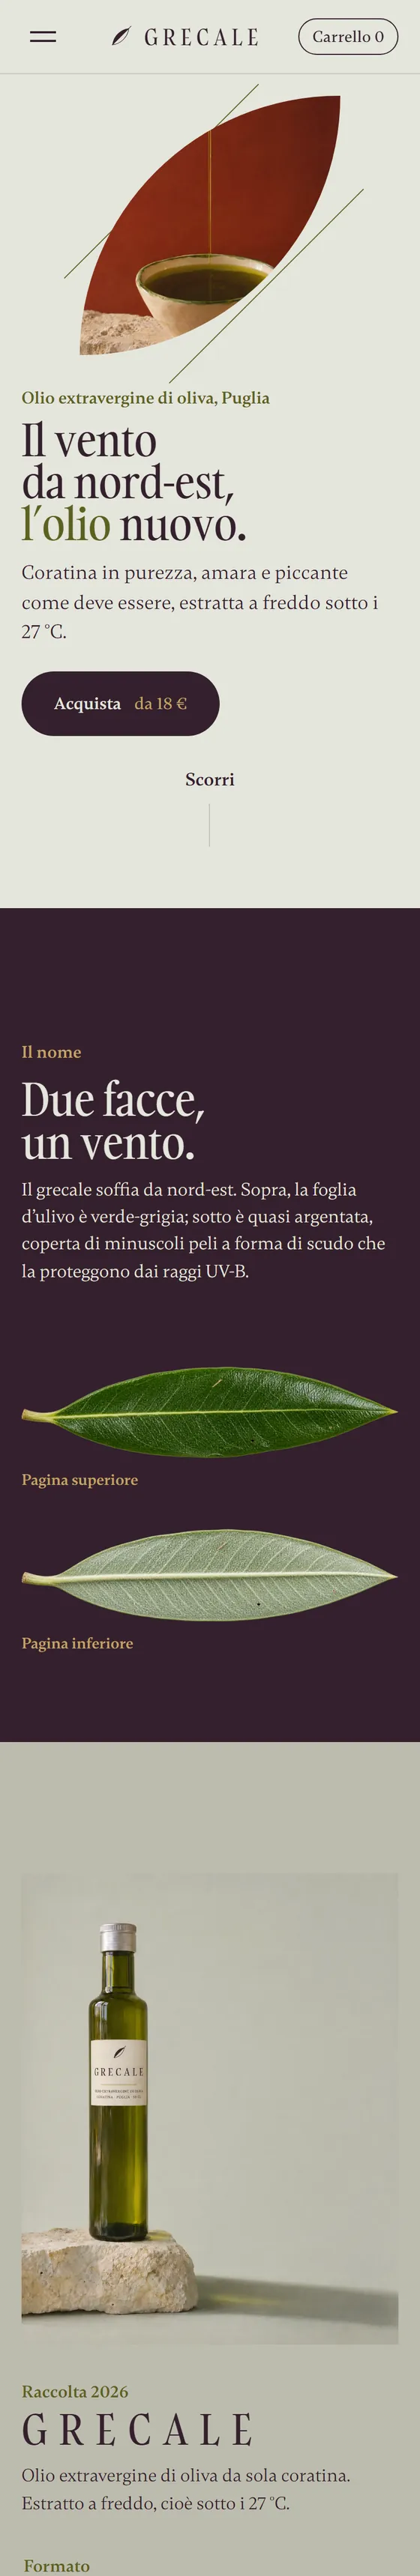 GRECALE
Carrello 0
Olio extravergine di oliva, Puglia
Il vento
da nord-est,
l'olio nuovo.
Coratina in purezza, amara e piccante
come deve essere, estratta a freddo sotto i
27 °C.
Acquista da 18 €
Scorri
Il nome
Due facce,
un vento.
Il grecale soffia da nord-est. Sopra, la foglia
d'ulivo è verde-grigia; sotto è quasi argentata,
coperta di minuscoli peli a forma di scudo che
la proteggono dai raggi UV-B.
Pagina superiore
Pagina inferiore
GRECALE
Raccolta 2026
GRECALE
Olio extravergine di oliva da sola coratina.
Estratto a freddo, cioè sotto i 27 °C.
Formato